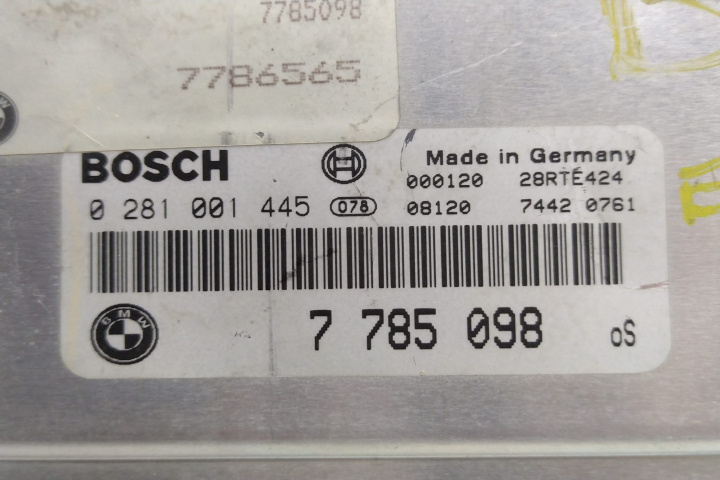 7785098
7786565
BOSCH
Made in Germany
000120 28RTE424
0 281 001 445 078 08120 7442 0761
BMW
7 785 098 oS